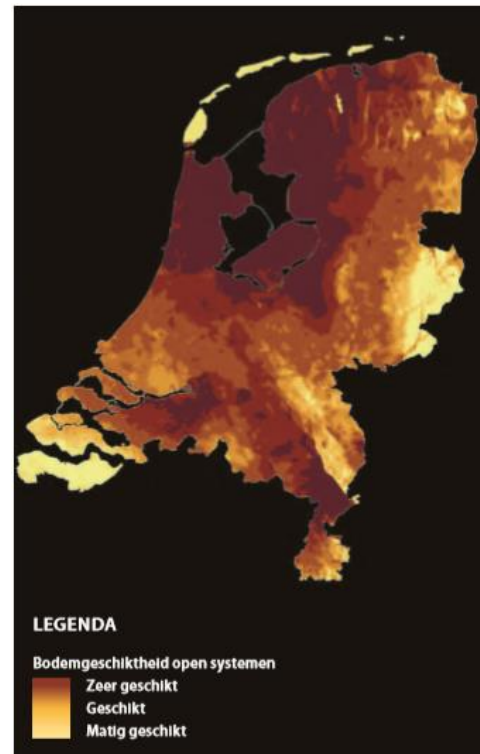 LEGENDA
Bodemgeschiktheid open systemen
Zeer geschikt
Geschikt
Matig geschikt